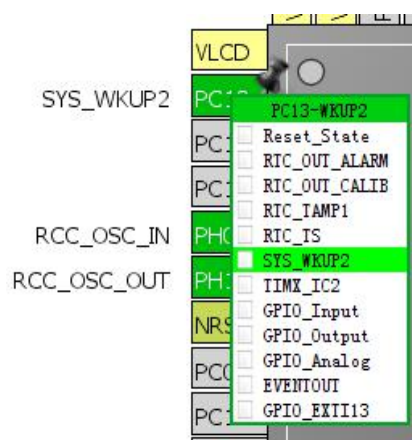 VLCD
SYS_WKUP2
PC13-WKUP2
Reset_State
RTC_OUT_ALARM
RTC_OUT_CALIB
RTC_TAMP1
RTC_TS
SYS_WKUP2
TIMX_IC2
GPIO_Input
GPIO_Output
GPIO_Analog
EVENTOUT
GPIO_EXTI13
RCC_OSC_IN
RCC_OSC_OUT